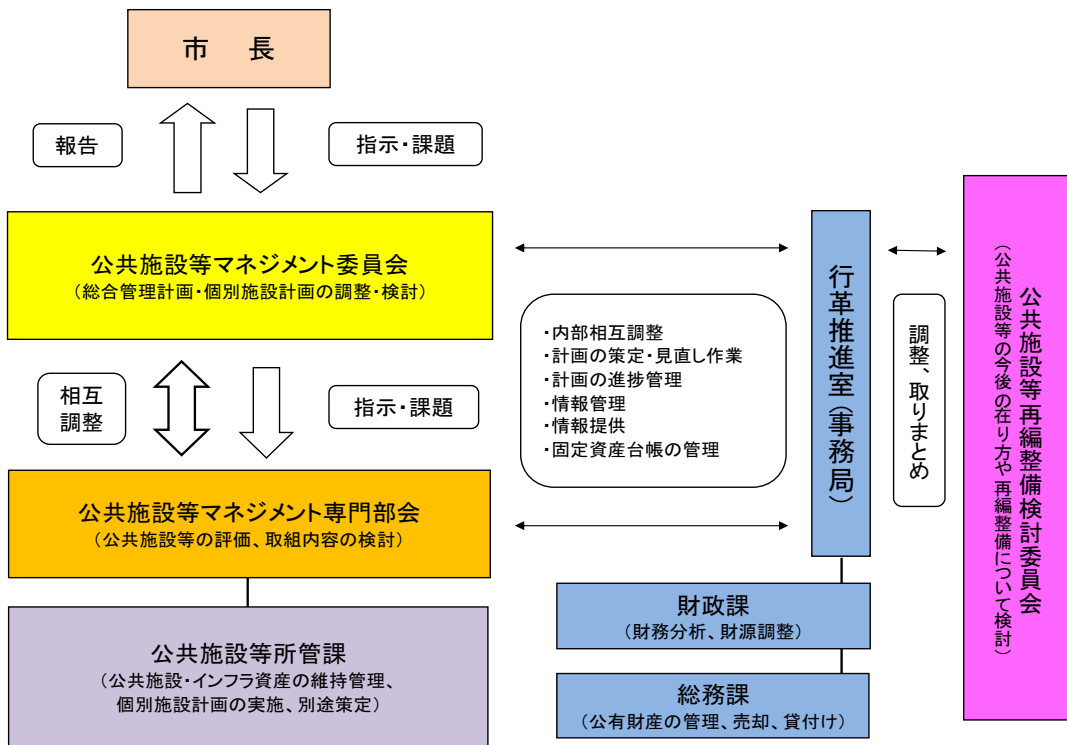 市　長
報告
指示・課題
公共施設等マネジメント委員会
（総合管理計画・個別施設計画の調整・検討）
相互
調整
指示・課題
公共施設等マネジメント専門部会
（公共施設等の評価、取組内容の検討）
公共施設等所管課
（公共施設・インフラ資産の維持管理、
個別施設計画の実施、別途策定）
・内部相互調整
・計画の策定・見直し作業
・計画の進捗管理
・情報管理
・情報提供
・固定資産台帳の管理
行革推進室（事務局）
財政課
（財務分析、財源調整）
総務課
（公有財産の管理、売却、貸付け）
調整、取りまとめ
公共施設等再編整備検討委員会
（公共施設等の今後の在り方や再編整備について検討）